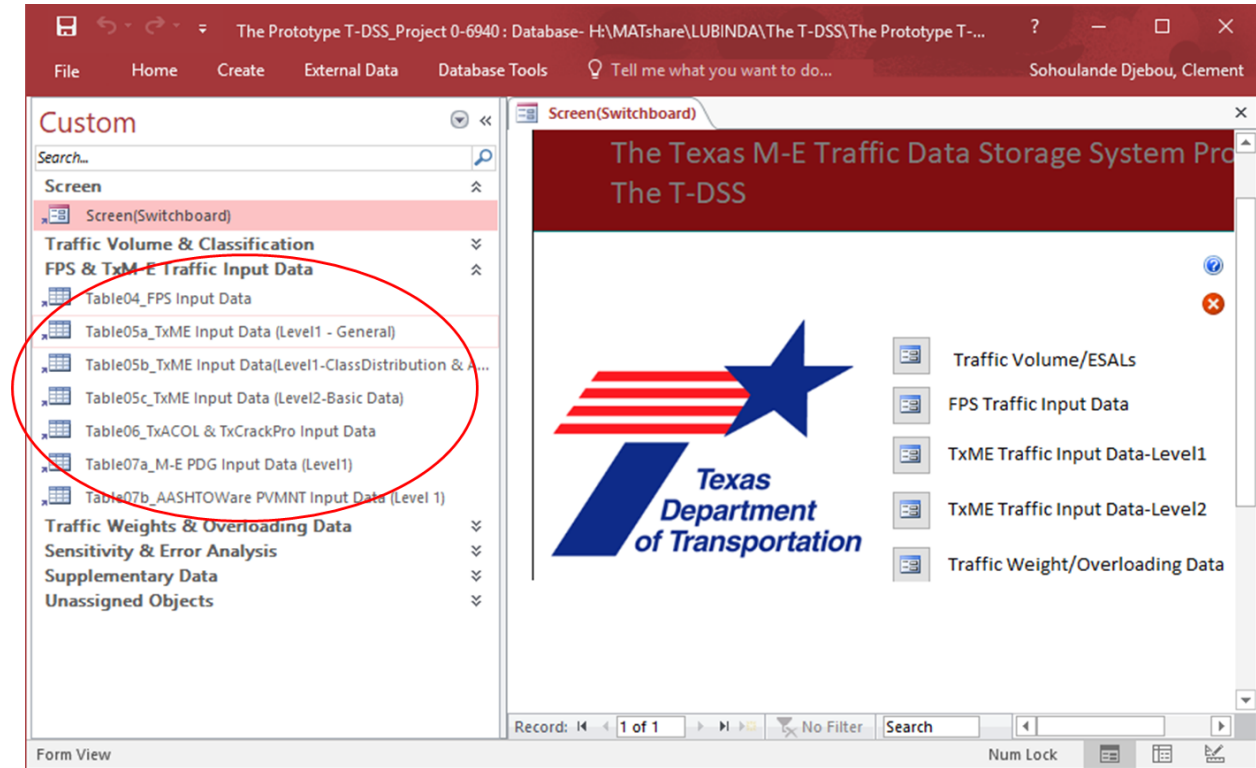 The Prototype T-DSS_Project 0-6940 : Database- H:\MATshare\LUBINDA\The T-DSS\The Prototype T-... ?
File Home Create External Data Database Tools Tell me what you want to do... Sohoulande Djebou, Clement
Custom
Search...
Screen
Screen(Switchboard)
Traffic Volume & Classification
FPS & TxM-E Traffic Input Data
Table04_FPS Input Data
Table05a_TxME Input Data (Level1 - General)
Table05b_TxME Input Data(Level1-ClassDistribution & A...
Table05c_TxME Input Data (Level2-Basic Data)
Table06_TxACOL & TxCrackPro Input Data
Table07a_M-E PDG Input Data (Level1)
Table07b_AASHTOWare PVMNT Input Data (Level 1)
Traffic Weights & Overloading Data
Sensitivity & Error Analysis
Supplementary Data
Unassigned Objects
Screen(Switchboard)
The Texas M-E Traffic Data Storage System Pro
The T-DSS
Texas
Department
of Transportation
Traffic Volume/ESALs
FPS Traffic Input Data
TxME Traffic Input Data-Level1
TxME Traffic Input Data-Level2
Traffic Weight/Overloading Data
Record: 1 of 1 No Filter Search
Form View Num Lock